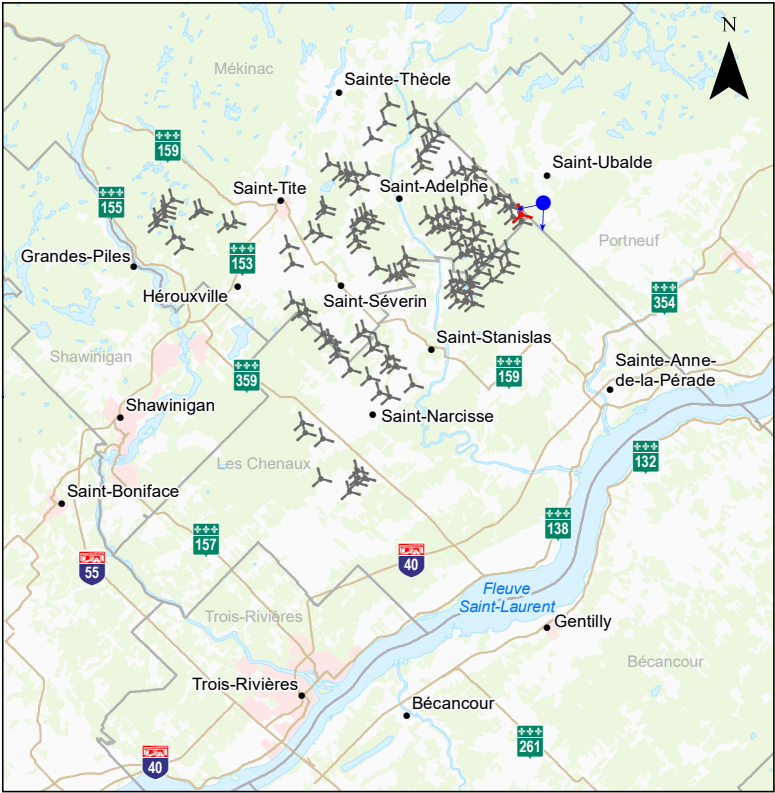 N
Mékinac
Sainte-Thècle
159
Saint-Ubalde
Saint-Tite
Saint-Adelphe
155
Portneuf
Grandes-Piles
153
Hérouxville
Saint-Séverin
354
Saint-Stanislas
Shawinigan
359
159
Sainte-Anne-
de-la-Pérade
Shawinigan
Saint-Narcisse
132
Les Chenaux
Saint-Boniface
138
157
40
55
Fleuve
Saint-Laurent
Trois-Rivières
Gentilly
Bécancour
Trois-Rivières
Bécancour
261
40